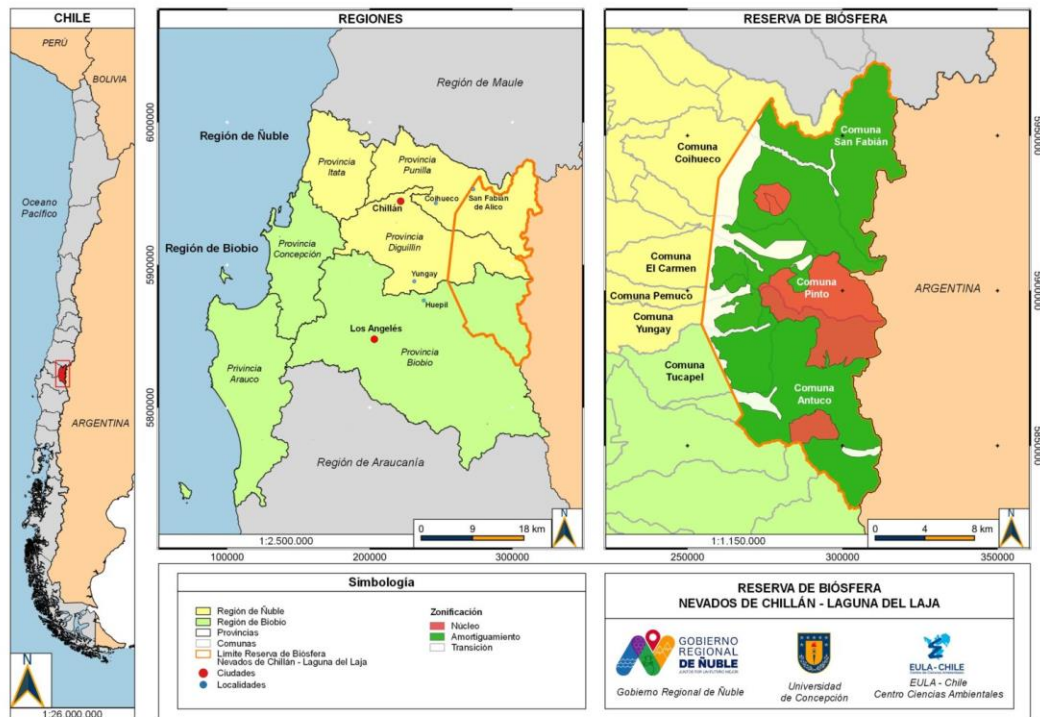 CHILE
PERÚ
BOLIVIA
Oceano
Pacífico
ARGENTINA
N
1:26.000.000
REGIONES
Región de Maule
Región de Ñuble
Provincia
Itata
Provincia
Punilla
Chillán
Coihueco
San Fabián
de Alico
Región de Biobio
Provincia
Concepción
Provincia
Diguillín
Yungay
Huepil
Los Angelés
Privincia
Arauco
Provincia
Biobio
Región de Araucanía
0 9 18 km
N
1:2.500.000
6000000
5900000
5800000
100000 200000 300000
RESERVA DE BIÓSFERA
Comuna
San Fabián
Comuna
Coihueco
Comuna
El Carmen
Comuna
Pinto
ARGENTINA
Comuna Pemuco
Comuna
Yungay
Comuna
Tucapel
Comuna
Antuco
0 4 8 km
N
1:1.150.000
5950000
5900000
5850000
250000 300000 350000
Simbología
Región de Ñuble
Región de Biobio
Provincias
Comunas
Limite Reserva de Biósfera
Nevados de Chillán - Laguna del Laja
Ciudades
Localidades
Zonificación
Núcleo
Amortiguamiento
Transición
RESERVA DE BIÓSFERA
NEVADOS DE CHILLÁN - LAGUNA DEL LAJA
GOBIERNO
REGIONAL
DE ÑUBLE
Gobierno Regional de Ñuble
Universidad
de Concepción
EULA - CHILE
EULA - Chile
Centro Ciencias Ambientales